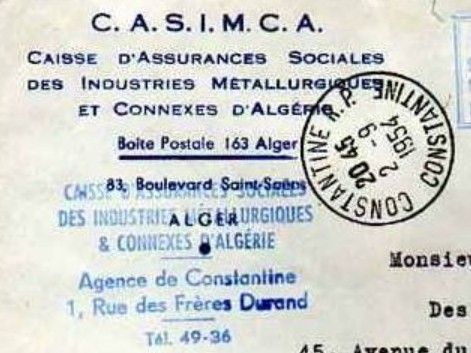 C. A. S. I. M. C. A.
CAISSE D'ASSURANCES SOCIALES
DES INDUSTRIES MÉTALLURGIQUES
ET CONNEXES D'ALGÉRIE
Boîte Postale 163 Alger
83, Boulevard Saint-Saëns
ALGER
CAISSE D'ASSURANCES SOCIALES
DES INDUSTRIES MÉTALLURGIQUES
& CONNEXES D'ALGÉRIE
Agence de Constantine
1, Rue des Frères Durand
Tél. 49-36
CONSTANTINE R.P. CONSTANTINE
20 45
2 - 9
1954
Monsieu
Des
45, Avenue du